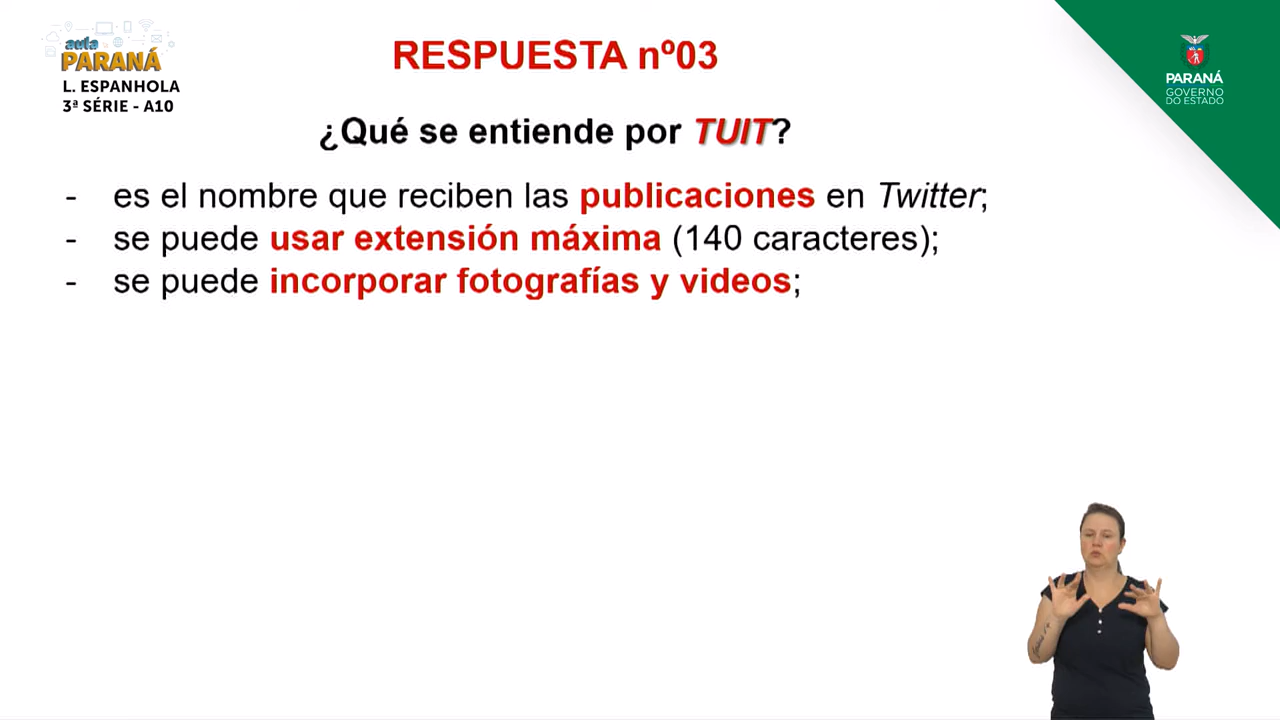 aula
PARANÁ
L. ESPANHOLA
3ª SÉRIE - A10
RESPUESTA nº03
PARANÁ
GOVERNO
DO ESTADO
¿Qué se entiende por TUIT?
- es el nombre que reciben las publicaciones en Twitter;
- se puede usar extensión máxima (140 caracteres);
- se puede incorporar fotografías y videos;